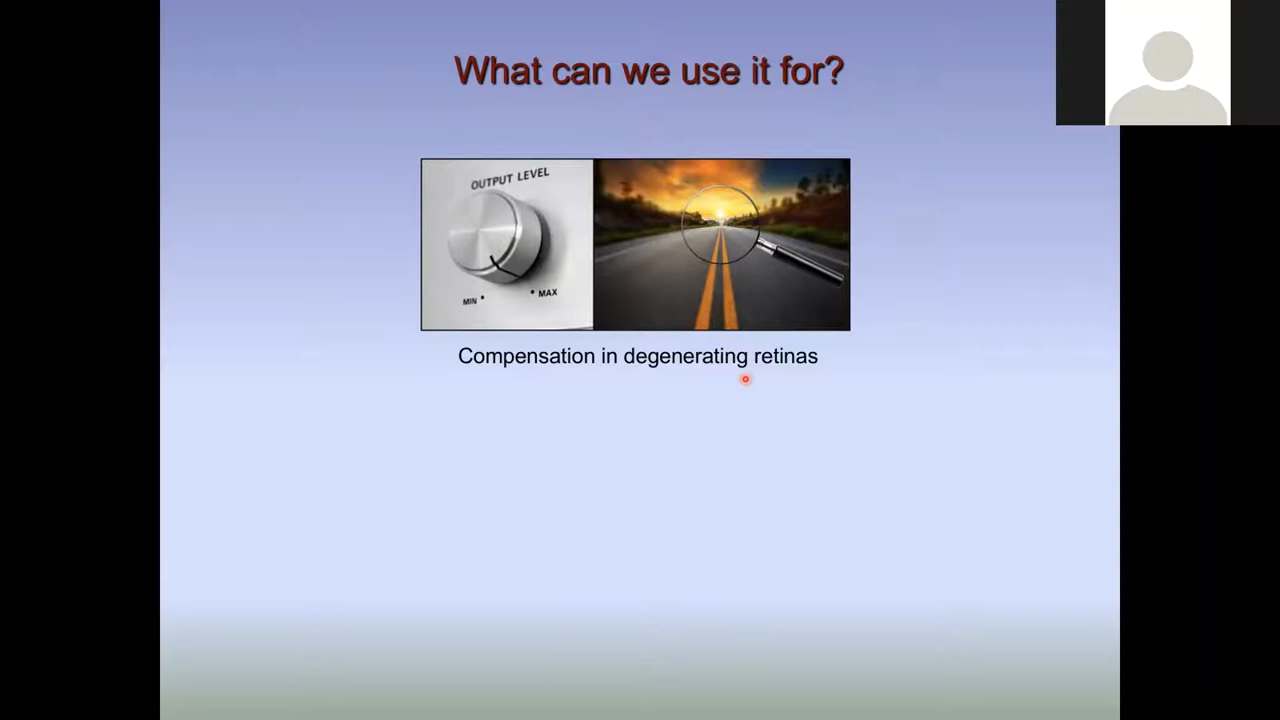 What can we use it for?
OUTPUT LEVEL
MIN
MAX
Compensation in degenerating retinas